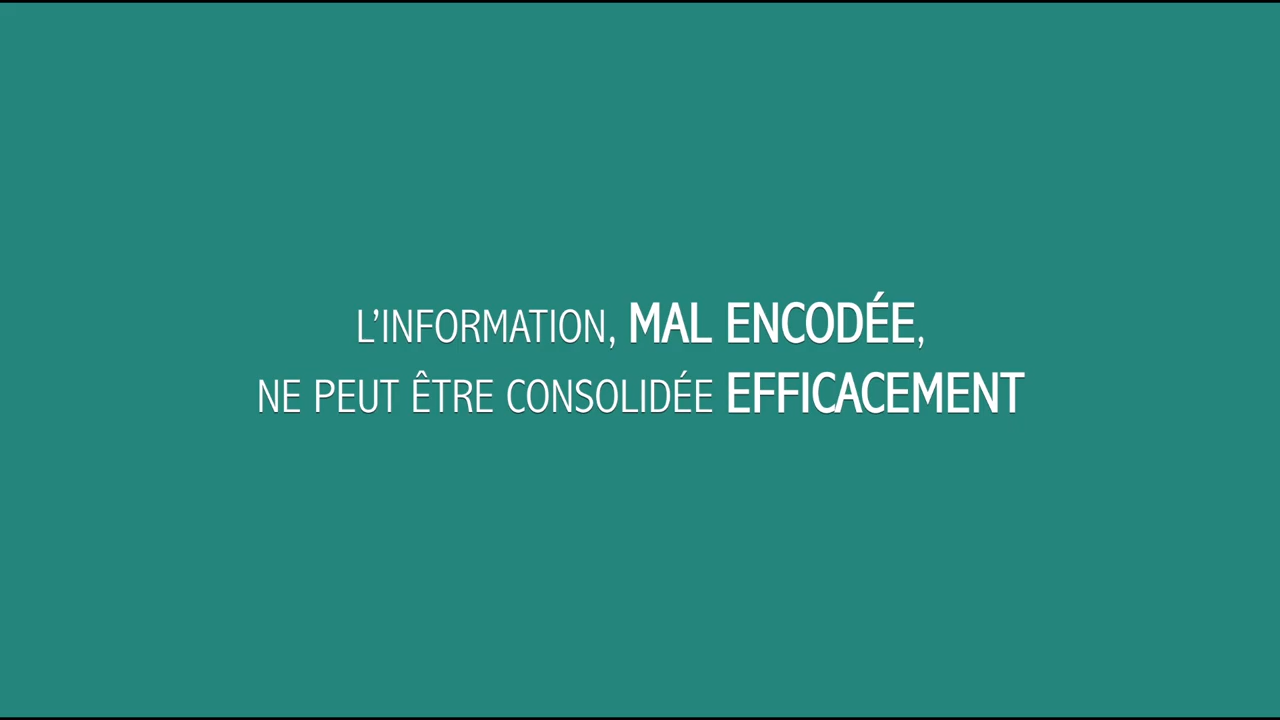 L’INFORMATION, MAL ENCODÉE,
NE PEUT ÊTRE CONSOLIDÉE EFFICACEMENT